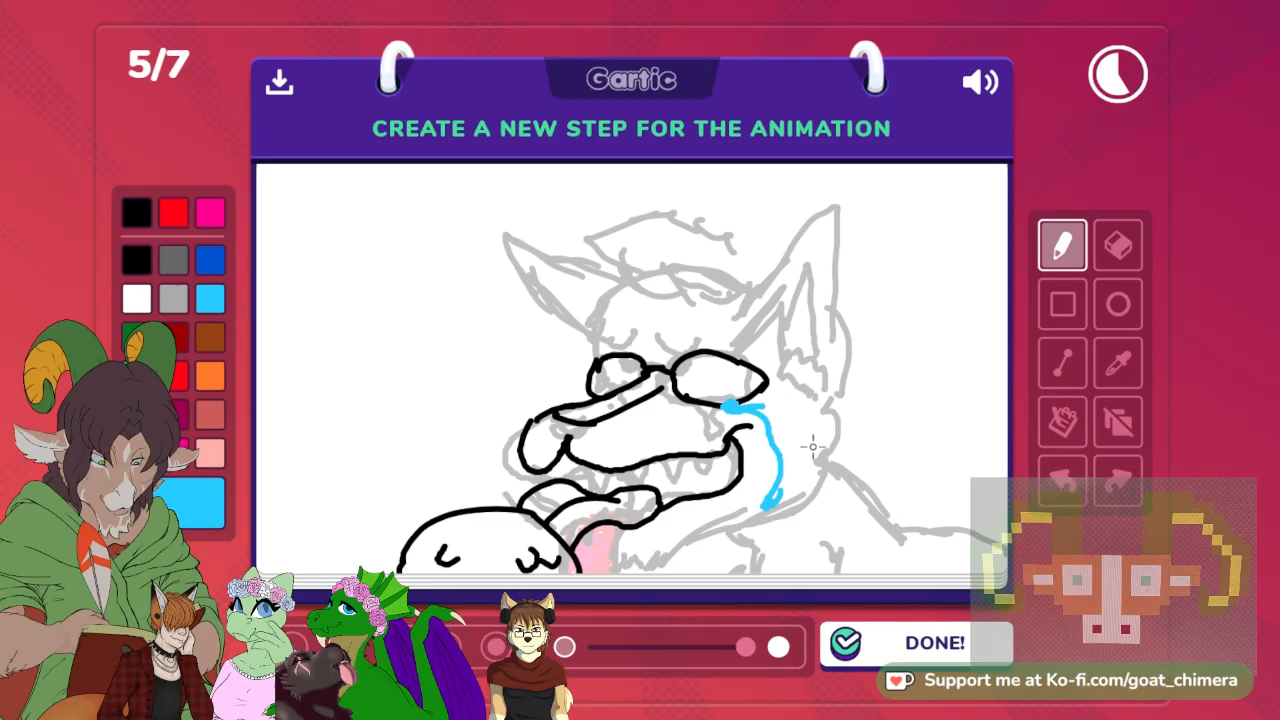 5/7
Gartic
CREATE A NEW STEP FOR THE ANIMATION
DONE!
Support me at Ko-fi.com/goat_chimera